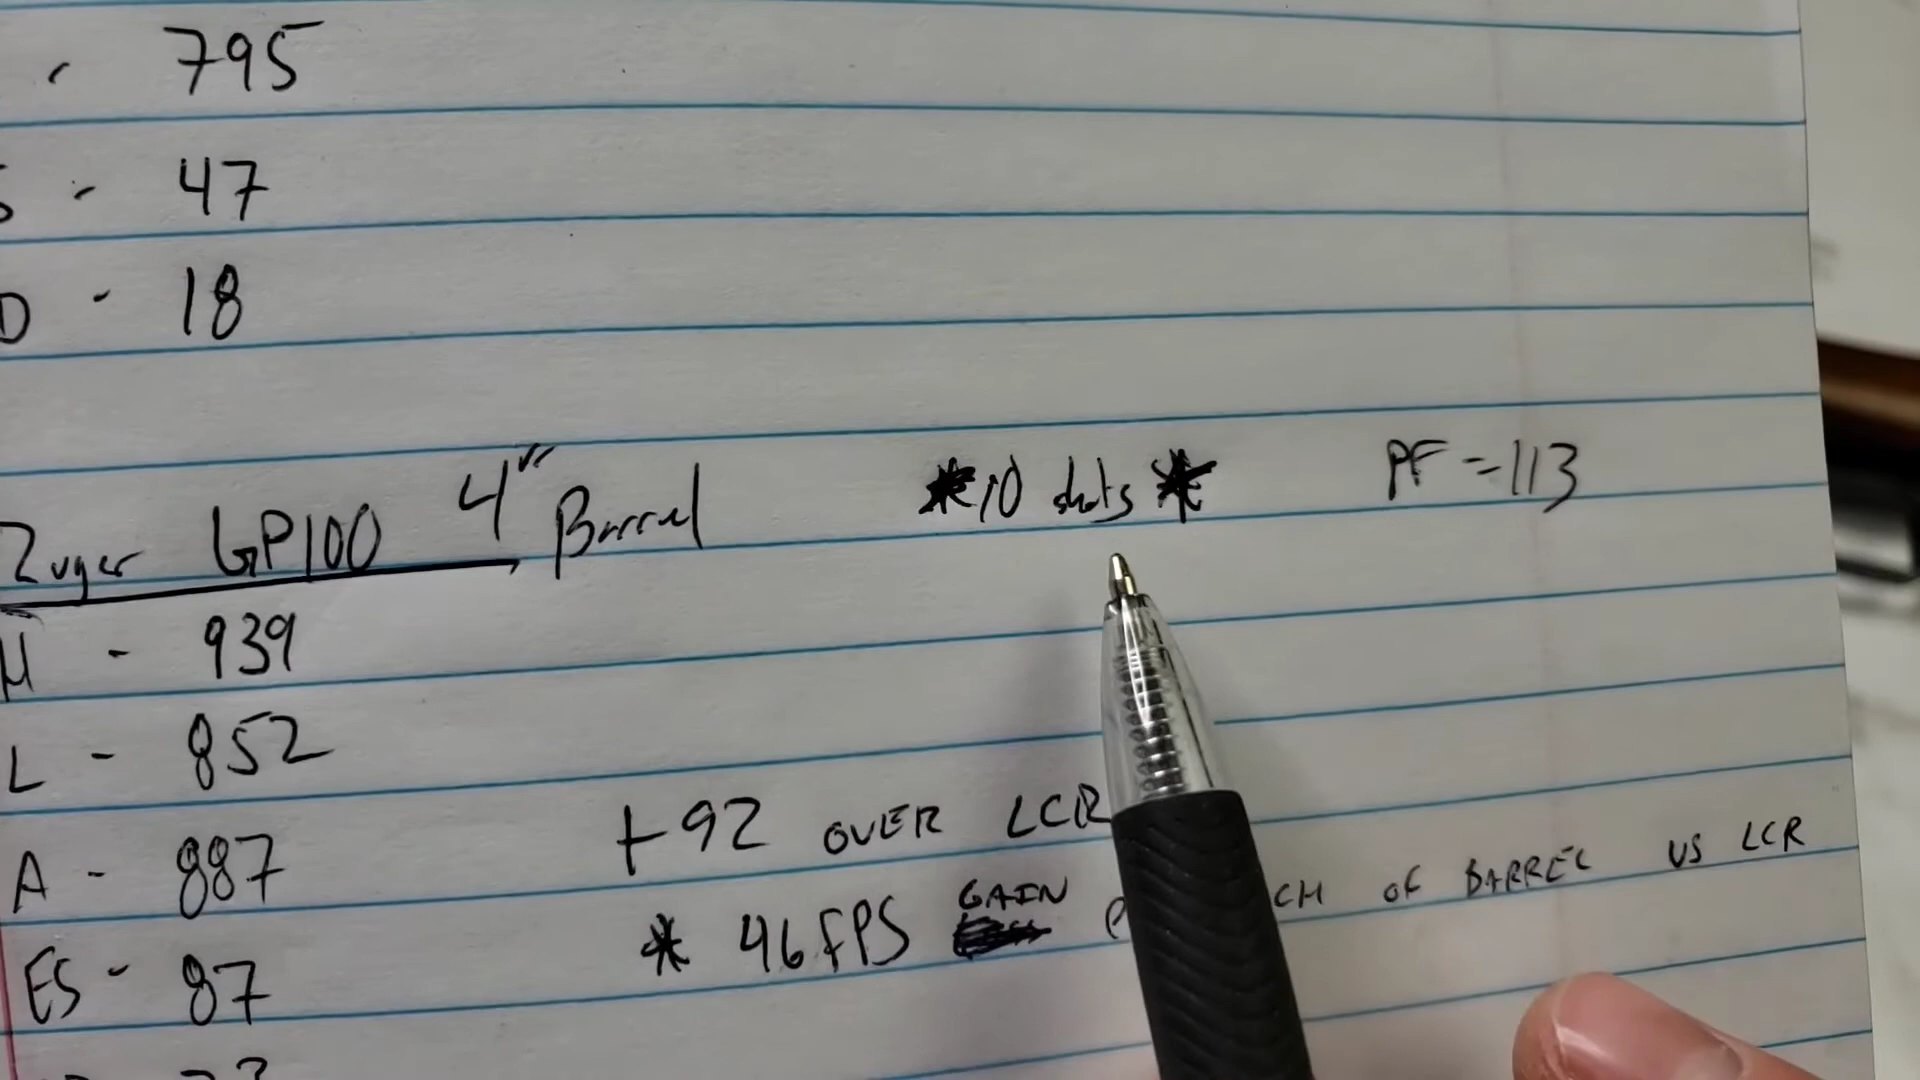 - 795
S - 47
D - 18
Ruger GP100 4" Barrel *10 shots* PF = 113
H - 939
L - 852
A - 887 +92 OVER LCR
* 46 FPS GAIN OF BARREL VS LCR
ES - 87